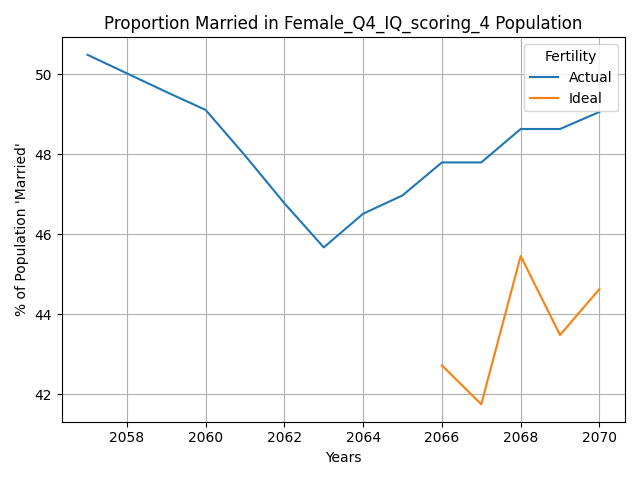 Proportion Married in Female_Q4_IQ_scoring_4 Population
% of Population 'Married'
50
48
46
44
42
Fertility
Actual
Ideal
2058 2060 2062 2064 2066 2068 2070
Years